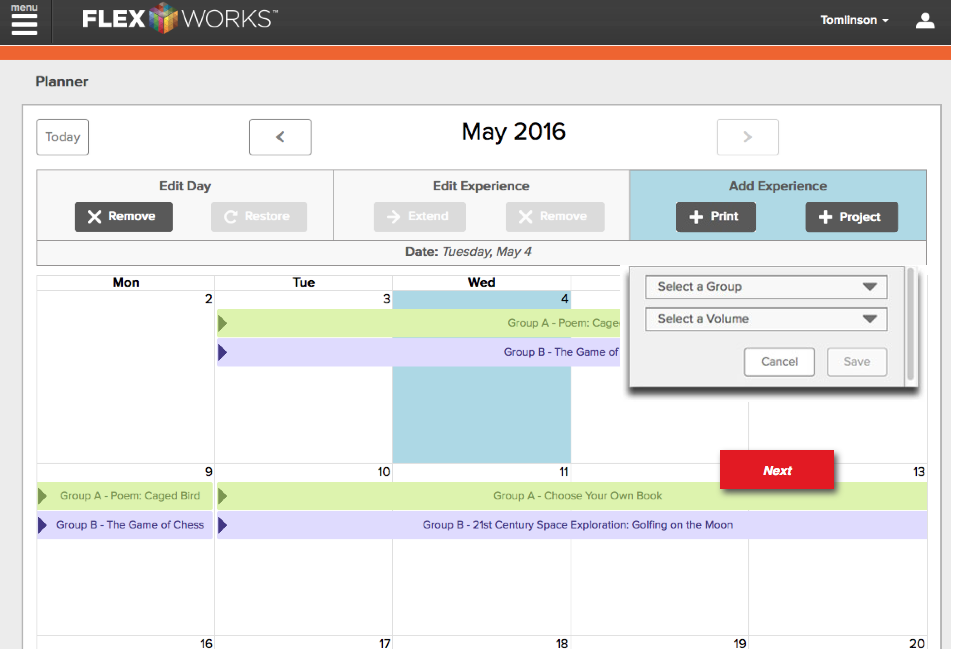 menu
FLEX WORKS™
Tomlinson
Planner
Today
<
May 2016
>
Edit Day
Edit Experience
Add Experience
Remove
Restore
Extend
Remove
Print
Project
Date: Tuesday, May 4
Mon
Tue
Wed
2
3
4
Group A - Poem: Cage
Group B - The Game of
Select a Group
Select a Volume
Cancel
Save
Next
9
10
11
13
Group A - Poem: Caged Bird
Group A - Choose Your Own Book
Group B - The Game of Chess
Group B - 21st Century Space Exploration: Golfing on the Moon
16
17
18
19
20